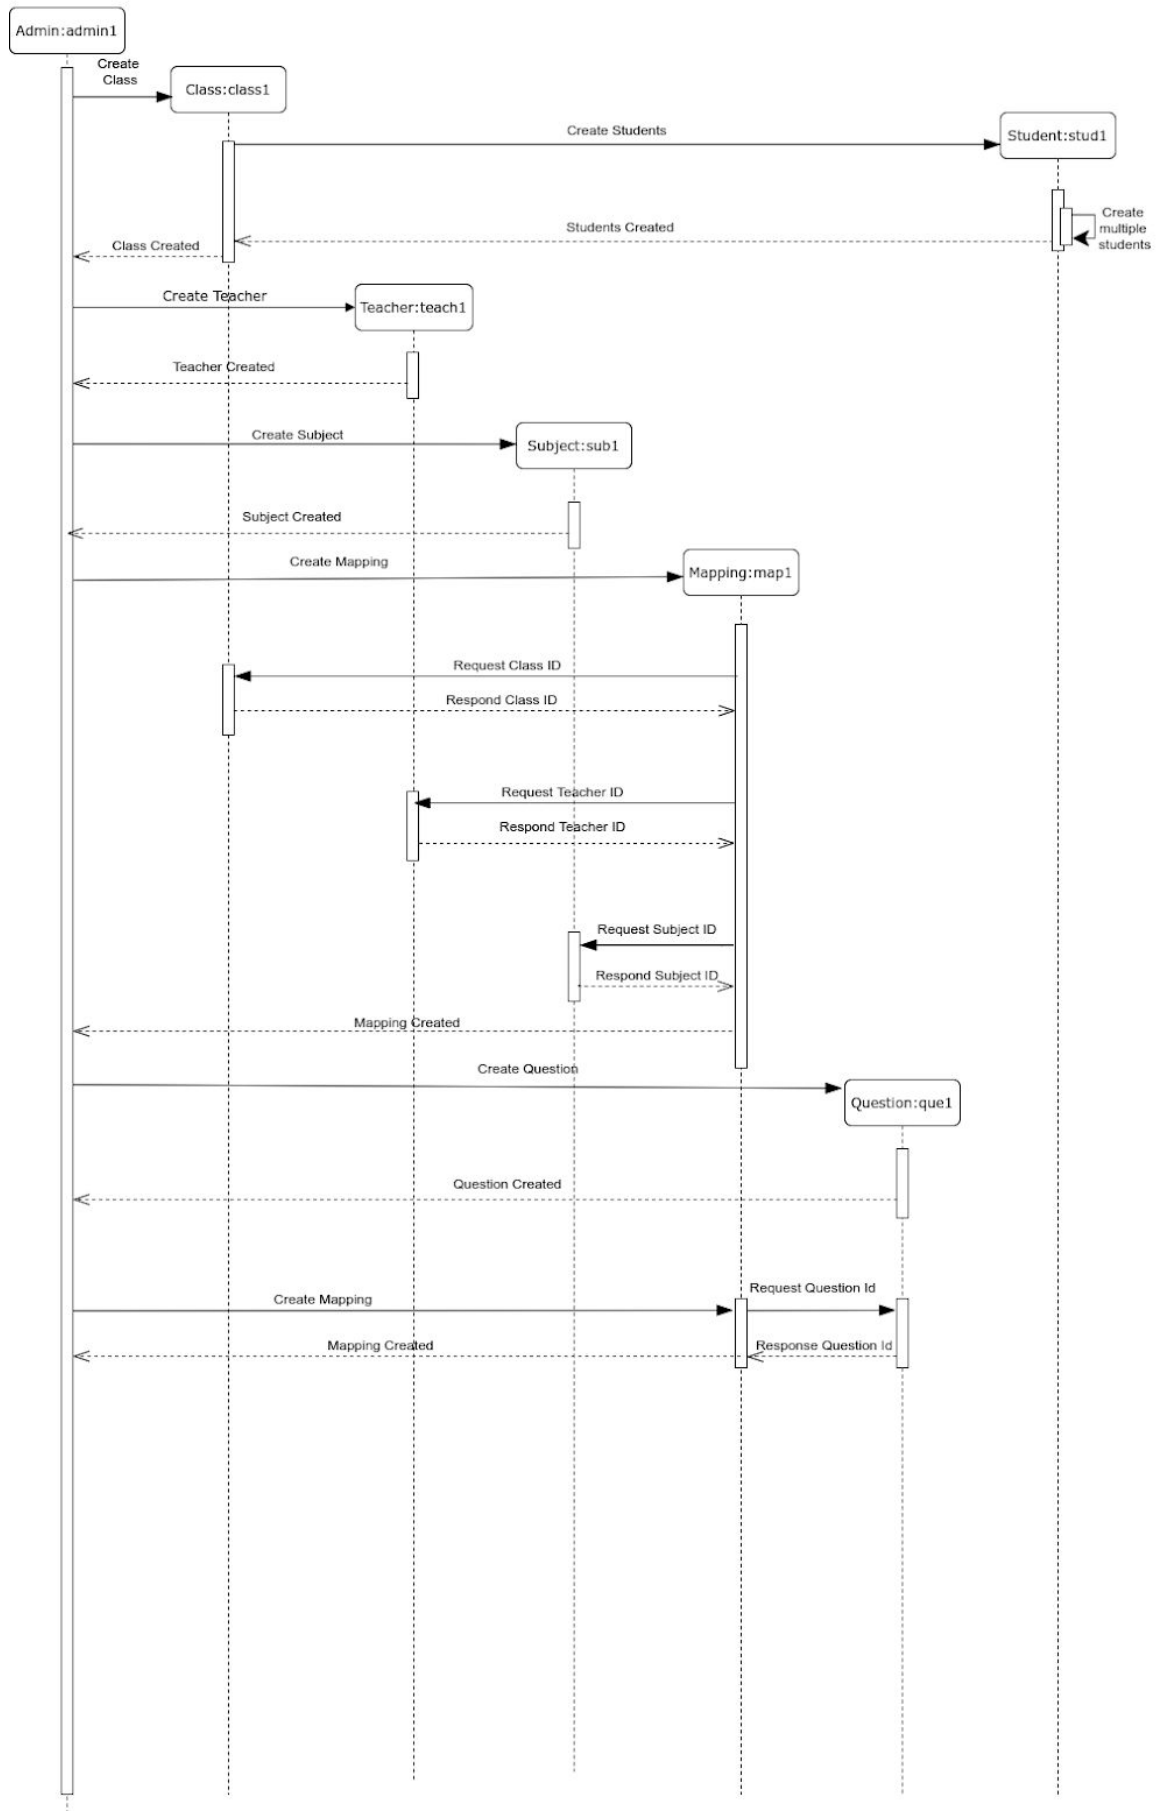 Admin:admin1
Create
Class
Class:class1
Create Students
Student:stud1
Create
multiple
students
Students Created
Class Created
Create Teacher
Teacher:teach1
Teacher Created
Create Subject
Subject:sub1
Subject Created
Create Mapping
Mapping:map1
Request Class ID
Respond Class ID
Request Teacher ID
Respond Teacher ID
Request Subject ID
Respond Subject ID
Mapping Created
Create Question
Question:que1
Question Created
Request Question Id
Create Mapping
Mapping Created
Response Question Id